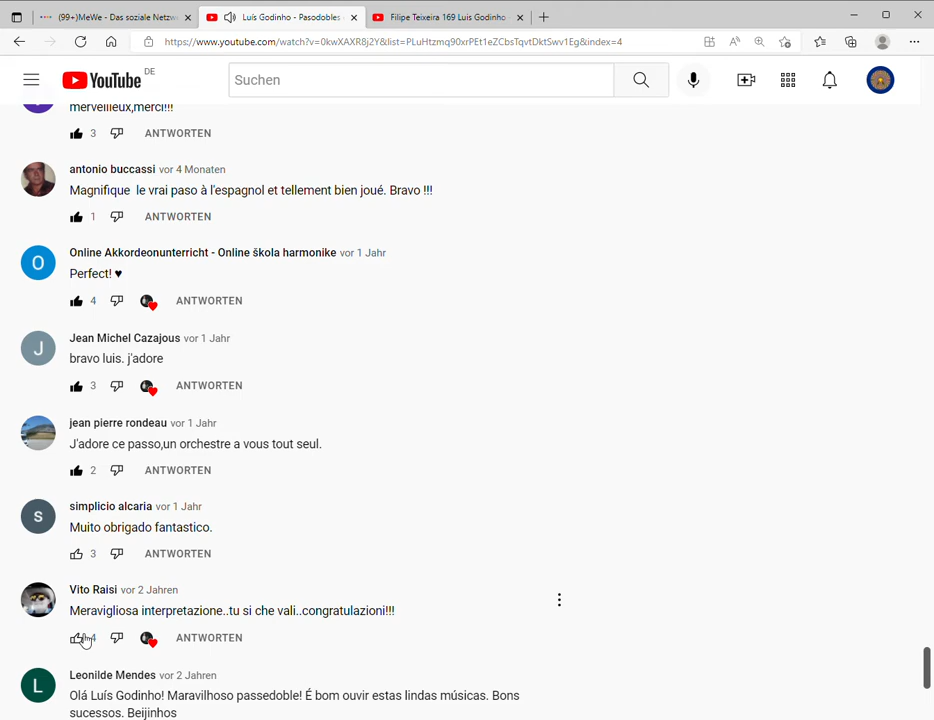 (99+)MeWe - Das soziale Netzw
Luís Godinho - Pasodobles
Filipe Teixeira 169 Luis Godinho
https://www.youtube.com/watch?v=0kwXAXR8j2Y&list=PLuHtzmq90xrPEt1eZCbsTqvtDktSwv1Eg&index=4
YouTube DE
Suchen
merveilleux,merci!!!
3 ANTWORTEN
antonio buccassi vor 4 Monaten
Magnifique le vrai paso à l'espagnol et tellement bien joué. Bravo !!!
1 ANTWORTEN
O
Online Akkordeonunterricht - Online škola harmonike vor 1 Jahr
Perfect! ♥
4 ANTWORTEN
J
Jean Michel Cazajous vor 1 Jahr
bravo luis. j'adore
3 ANTWORTEN
jean pierre rondeau vor 1 Jahr
J'adore ce passo,un orchestre a vous tout seul.
2 ANTWORTEN
s
simplicio alcaria vor 1 Jahr
Muito obrigado fantastico.
3 ANTWORTEN
Vito Raisi vor 2 Jahren
Meravigliosa interpretazione..tu si che vali..congratulazioni!!!
4 ANTWORTEN
L
Leonilde Mendes vor 2 Jahren
Olá Luís Godinho! Maravilhoso passedoble! É bom ouvir estas lindas músicas. Bons
sucessos. Beijinhos